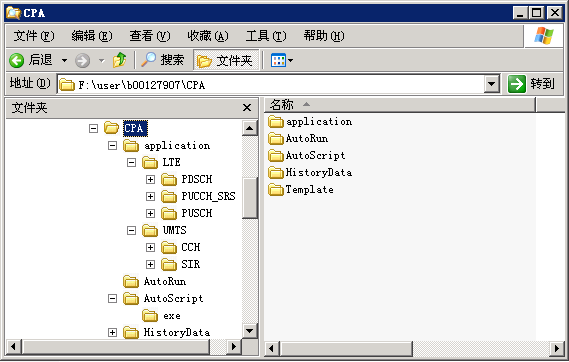 CPA
文件(F) 编辑(E) 查看(V) 收藏(A) 工具(T) 帮助(H)
后退 搜索 文件夹
地址(D) F:\user\b00127907\CPA 转到
文件夹
名称
CPA
application
LTE
PDSCH
PUCCH_SRS
PUSCH
UMTS
CCH
SIR
AutoRun
AutoScript
exe
HistoryData
application
AutoRun
AutoScript
HistoryData
Template